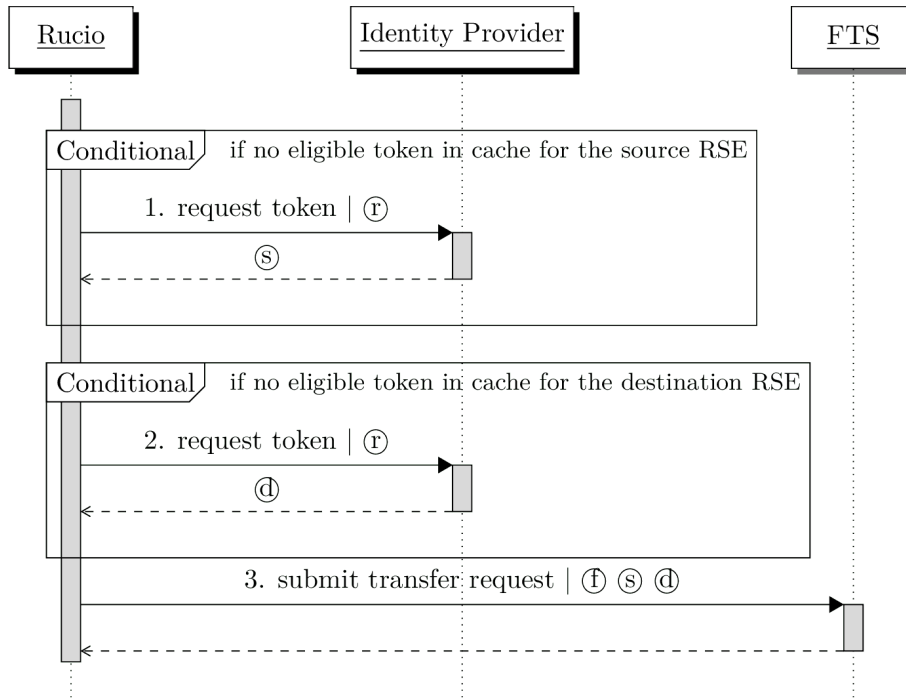 Rucio
Identity Provider
FTS
Conditional
if no eligible token in cache for the source RSE
1. request token | ⓡ
ⓢ
Conditional
if no eligible token in cache for the destination RSE
2. request token | ⓡ
ⓓ
3. submit transfer request | ⓕ ⓢ ⓓ